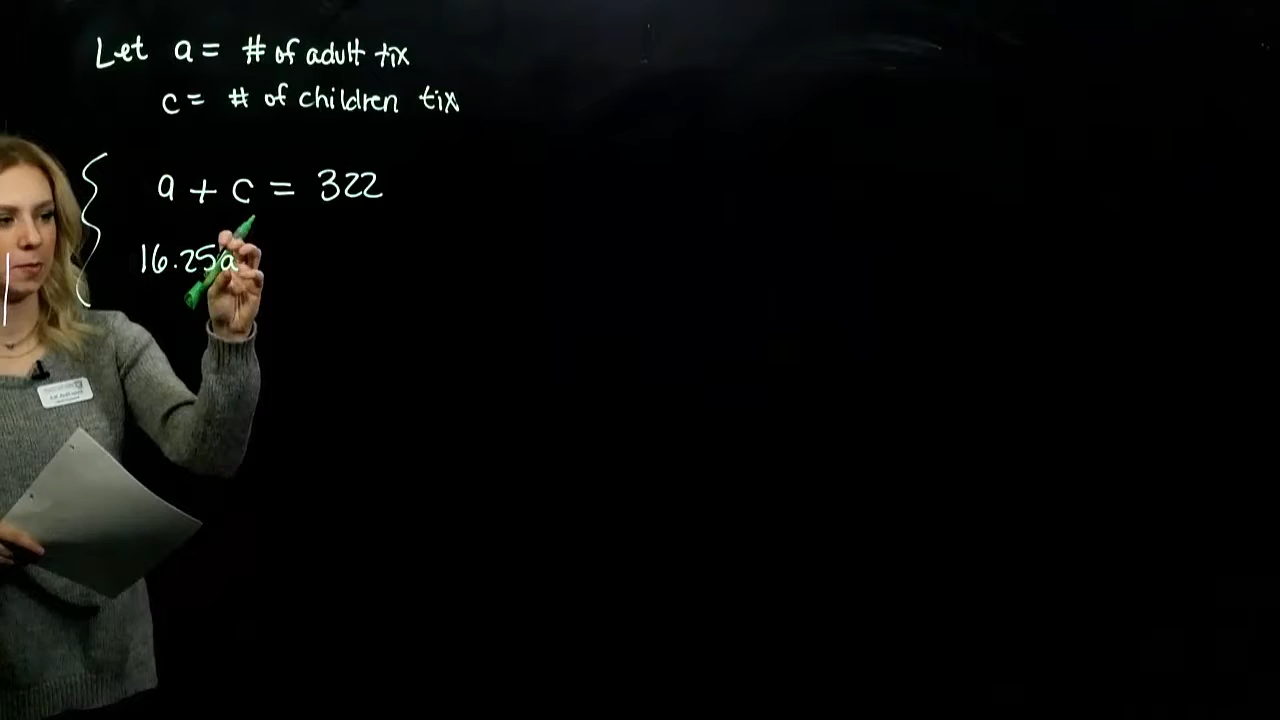 Let a = # of adult tix
c = # of children tix
a + c = 322
16.25a